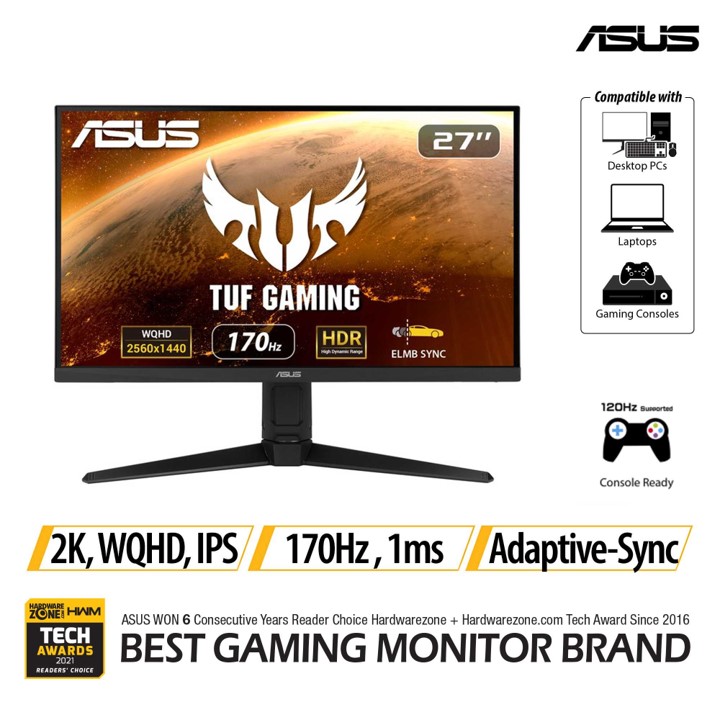 ASUS
Compatible with
Desktop PCs
Laptops
Gaming Consoles
ASUS
27"
TUF GAMING
WQHD
2560x1440
170Hz
HDR
High Dynamic Range
ELMB SYNC
ASUS
120Hz Supported
Console Ready
2K, WQHD, IPS
170Hz , 1ms
Adaptive-Sync
HARDWARE
ZONE.COM HWM
TECH
AWARDS
2021
READERS' CHOICE
ASUS WON 6 Consecutive Years Reader Choice Hardwarezone + Hardwarezone.com Tech Award Since 2016
BEST GAMING MONITOR BRAND